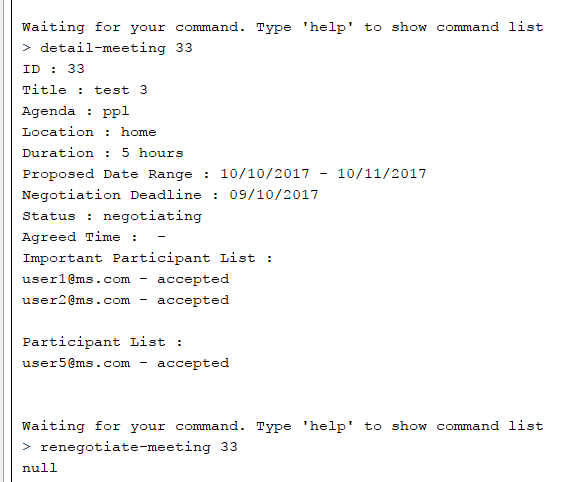 Waiting for your command. Type 'help' to show command list
> detail-meeting 33
ID : 33
Title : test 3
Agenda : ppl
Location : home
Duration : 5 hours
Proposed Date Range : 10/10/2017 - 10/11/2017
Negotiation Deadline : 09/10/2017
Status : negotiating
Agreed Time :  -
Important Participant List :
user1@ms.com - accepted
user2@ms.com - accepted
Participant List :
user5@ms.com - accepted
Waiting for your command. Type 'help' to show command list
> renegotiate-meeting 33
null